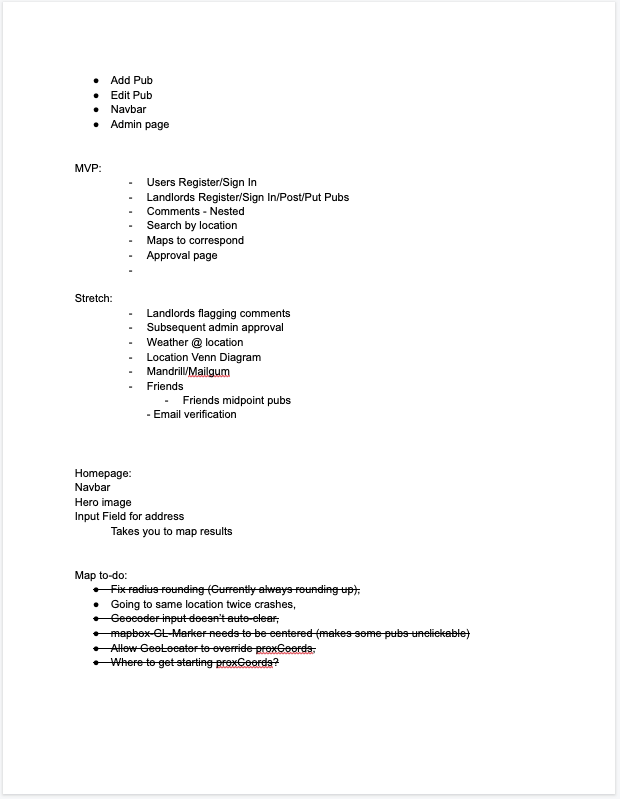 ● Add Pub
● Edit Pub
● Navbar
● Admin page
MVP:
- Users Register/Sign In
- Landlords Register/Sign In/Post/Put Pubs
- Comments - Nested
- Search by location
- Maps to correspond
- Approval page
-
Stretch:
- Landlords flagging comments
- Subsequent admin approval
- Weather @ location
- Location Venn Diagram
- Mandrill/Mailgum
- Friends
- Friends midpoint pubs
- Email verification
Homepage:
Navbar
Hero image
Input Field for address
Takes you to map results
Map to-do:
● Fix radius rounding (Currently always rounding up),
● Going to same location twice crashes,
● Geocoder input doesn't auto-clear,
● mapbox-GL-Marker needs to be centered (makes some pubs unclickable)
● Allow GeoLocator to override proxCoords,
● Where to get starting proxCoords?